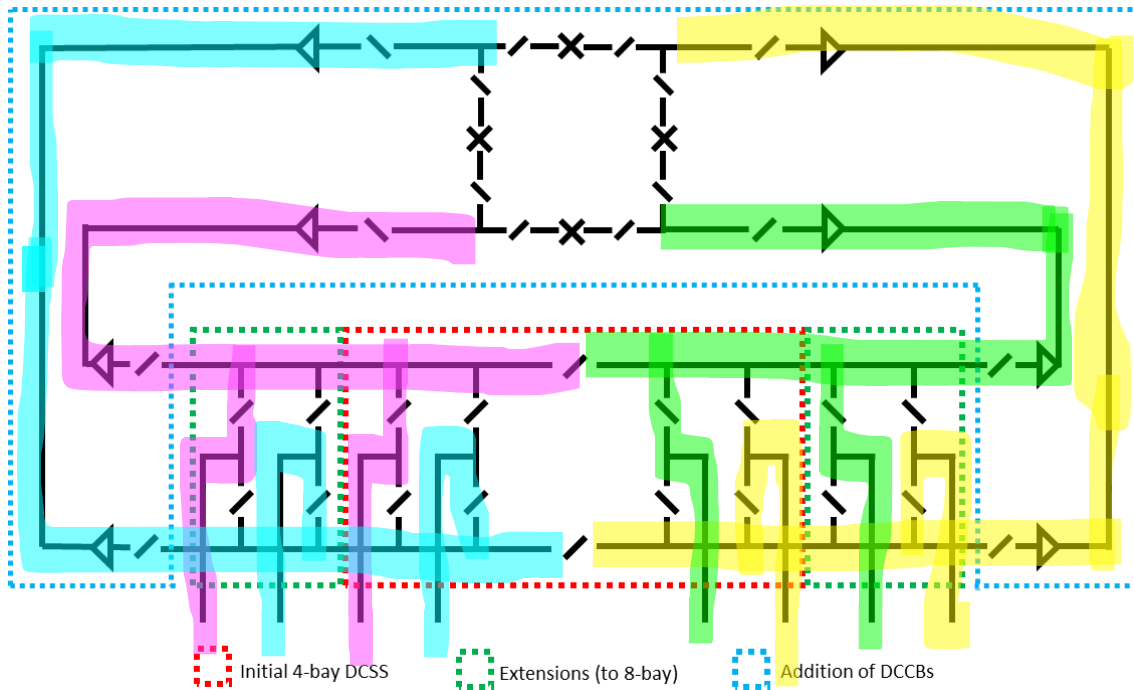 Initial 4-bay DCSS
Extensions (to 8-bay)
Addition of DCCBs